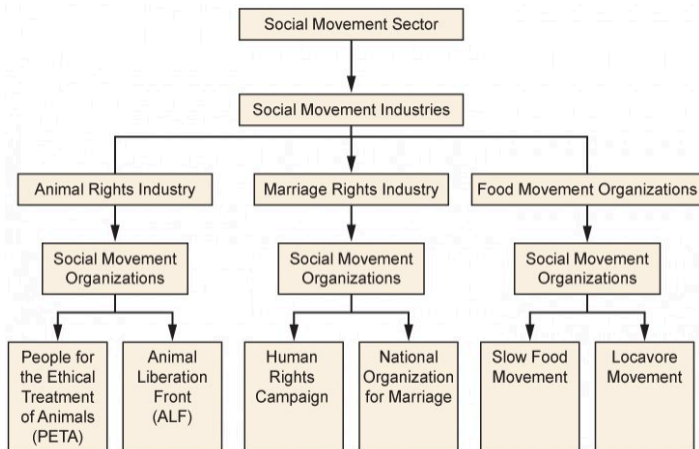 Social Movement Sector
Social Movement Industries
Animal Rights Industry
Marriage Rights Industry
Food Movement Organizations
Social Movement
Organizations
Social Movement
Organizations
Social Movement
Organizations
People for
the Ethical
Treatment
of Animals
(PETA)
Animal
Liberation
Front
(ALF)
Human
Rights
Campaign
National
Organization
for Marriage
Slow Food
Movement
Locavore
Movement